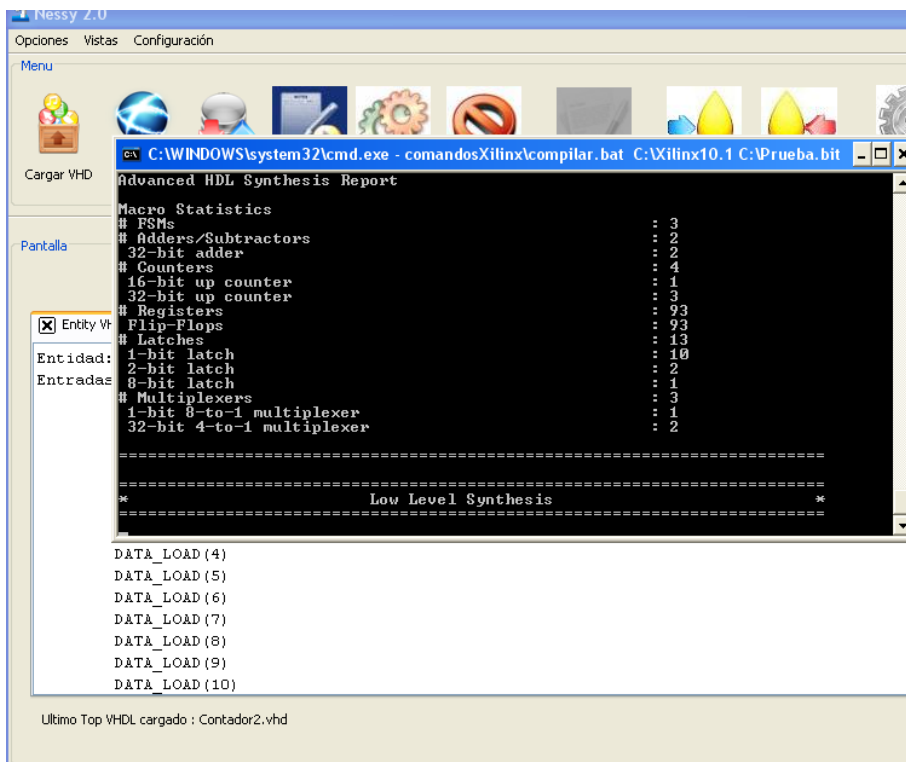 Nessy 2.0
Opciones Vistas Configuración
Menu
Cargar VHD
C:\WINDOWS\system32\cmd.exe - comandosXilinx\compilar.bat C:\Xilinx10.1 C:\Prueba.bit
Advanced HDL Synthesis Report
Macro Statistics
# FSMs : 3
# Adders/Subtractors : 2
32-bit adder : 2
# Counters : 4
16-bit up counter : 1
32-bit up counter : 3
# Registers : 93
Flip-Flops : 93
# Latches : 13
1-bit latch : 10
2-bit latch : 2
8-bit latch : 1
# Multiplexers : 3
1-bit 8-to-1 multiplexer : 1
32-bit 4-to-1 multiplexer : 2
=========================================================================
=========================================================================
* Low Level Synthesis *
=========================================================================
Pantalla
Entity VH
Entidad:
Entradas
DATA_LOAD(4)
DATA_LOAD(5)
DATA_LOAD(6)
DATA_LOAD(7)
DATA_LOAD(8)
DATA_LOAD(9)
DATA_LOAD(10)
Ultimo Top VHDL cargado : Contador2.vhd